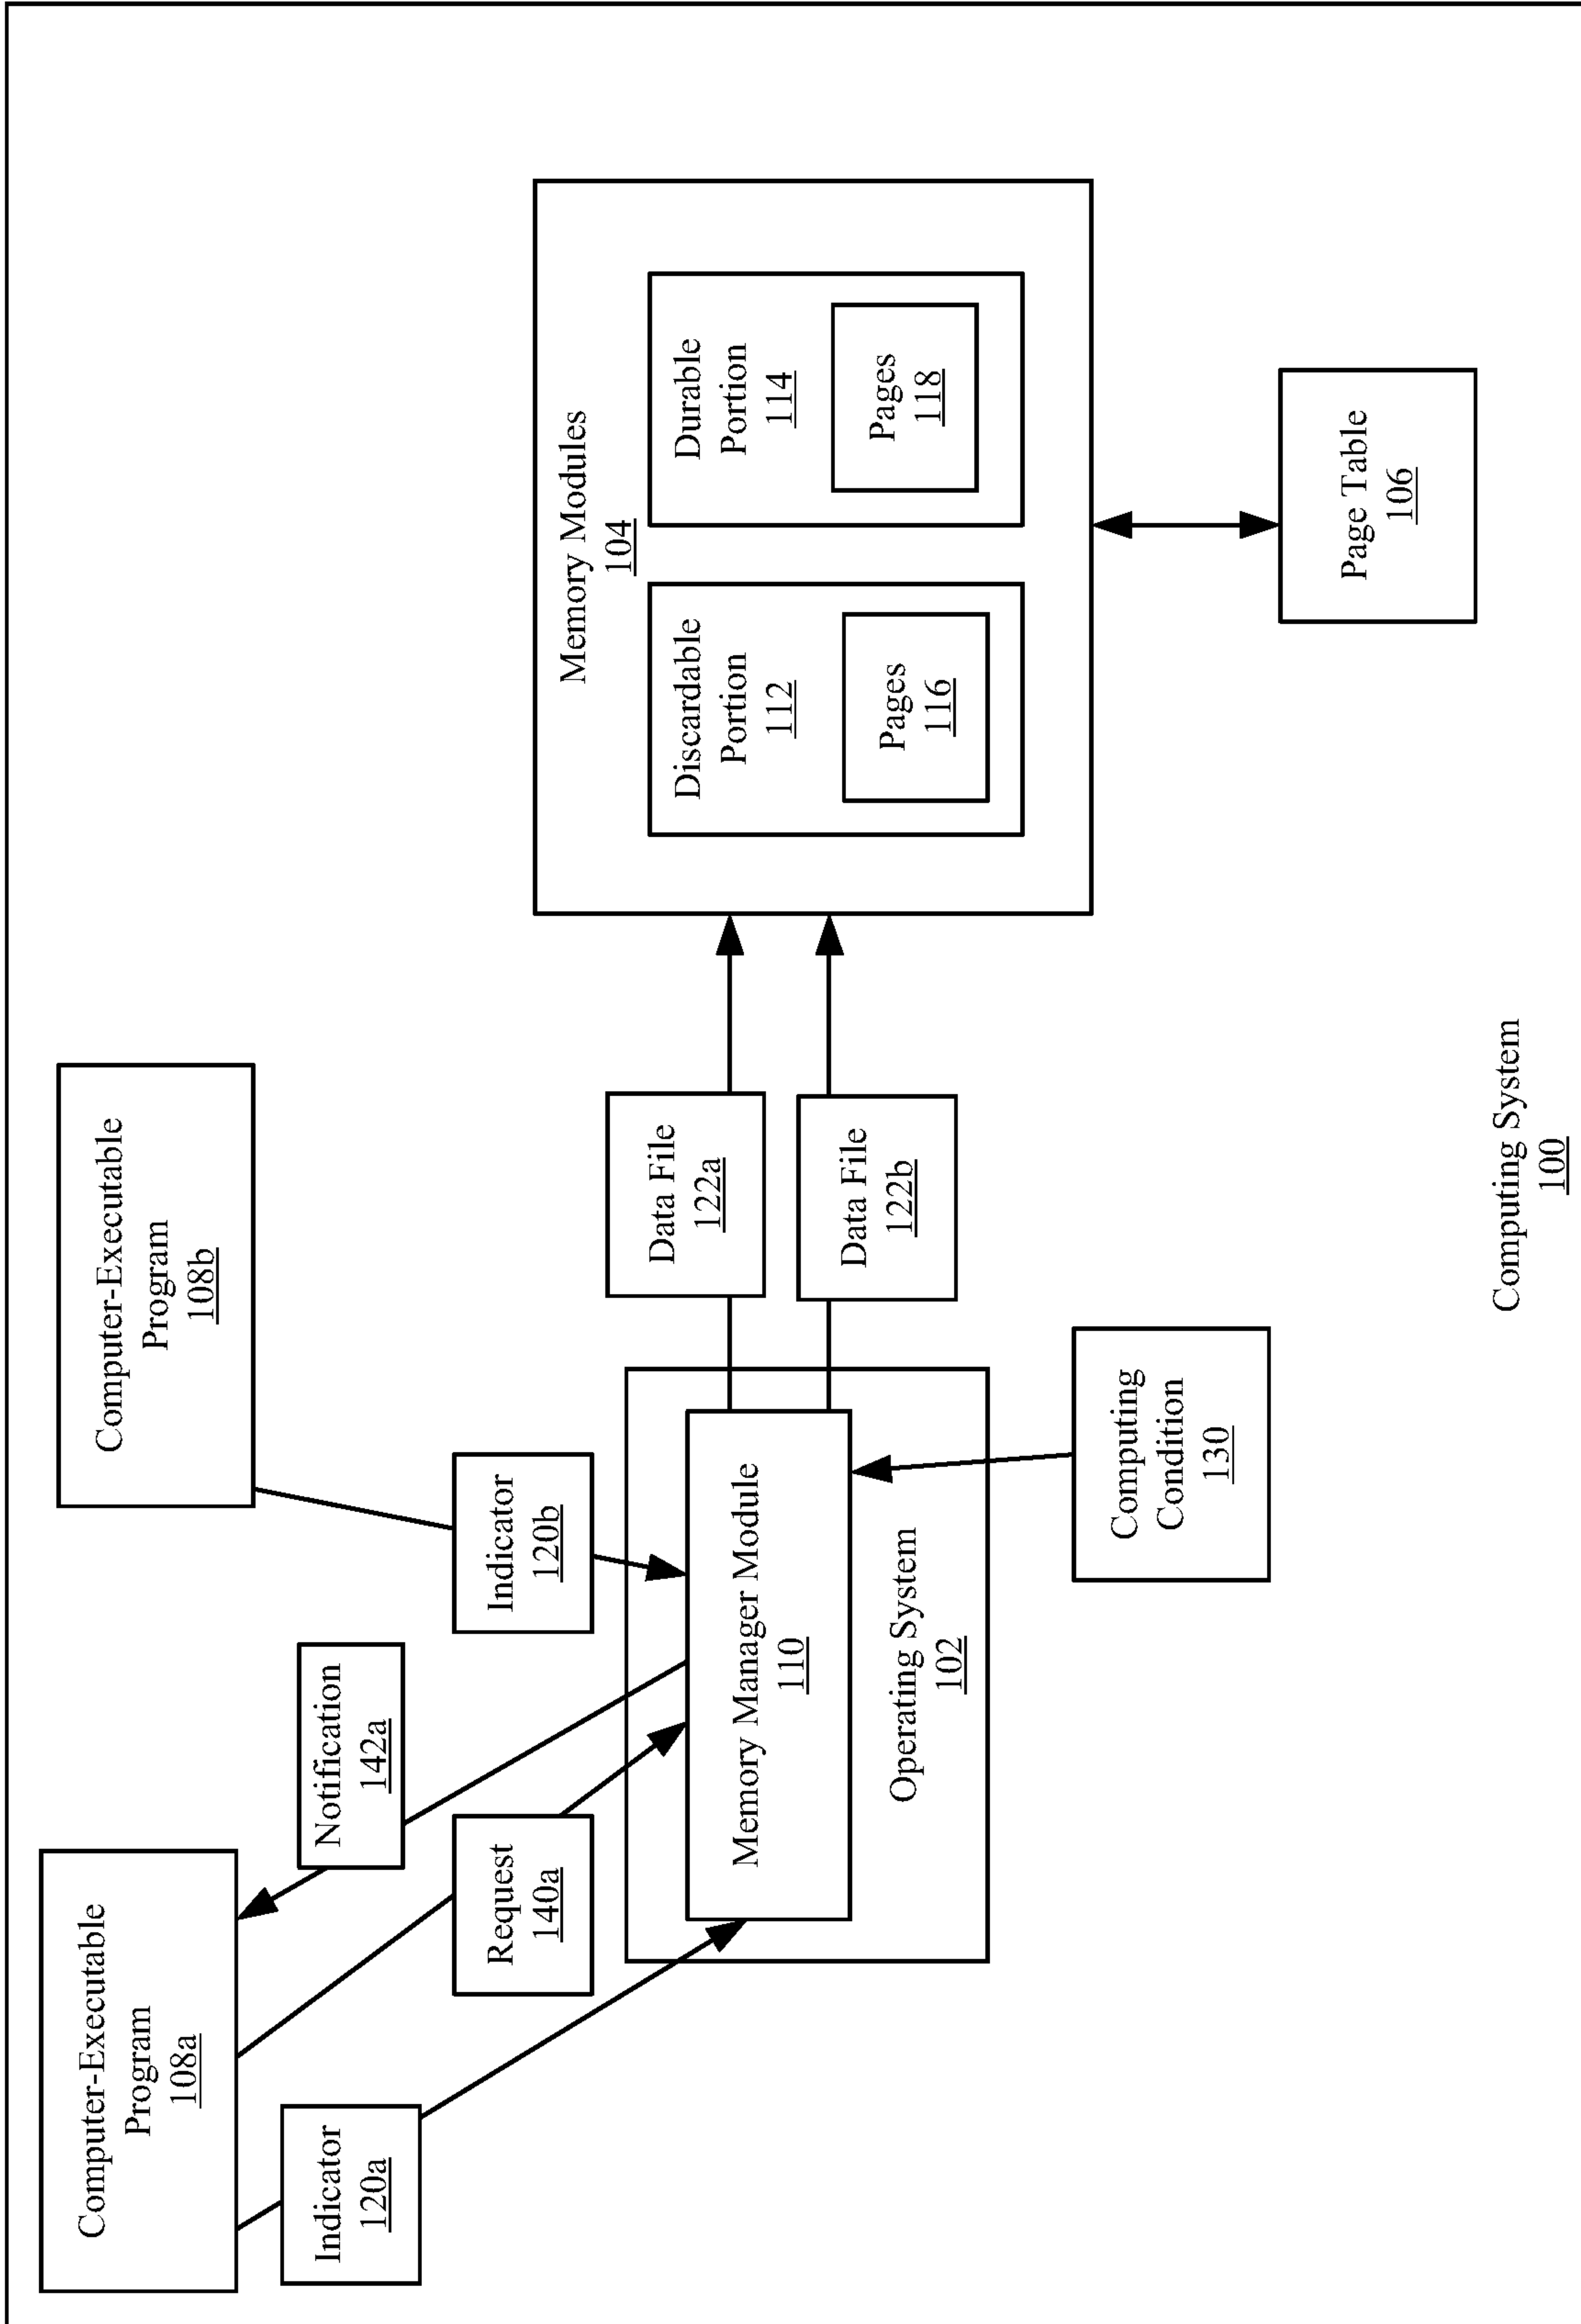 Computer-Executable
Program
108a
Computer-Executable
Program
108b
Indicator
120a
Notification
142a
Request
140a
Indicator
120b
Memory Manager Module
110
Operating System
102
Computing
Condition
130
Data File
122a
Data File
122b
Memory Modules
104
Discardable
Portion
112
Pages
116
Durable
Portion
114
Pages
118
Page Table
106
Computing System
100